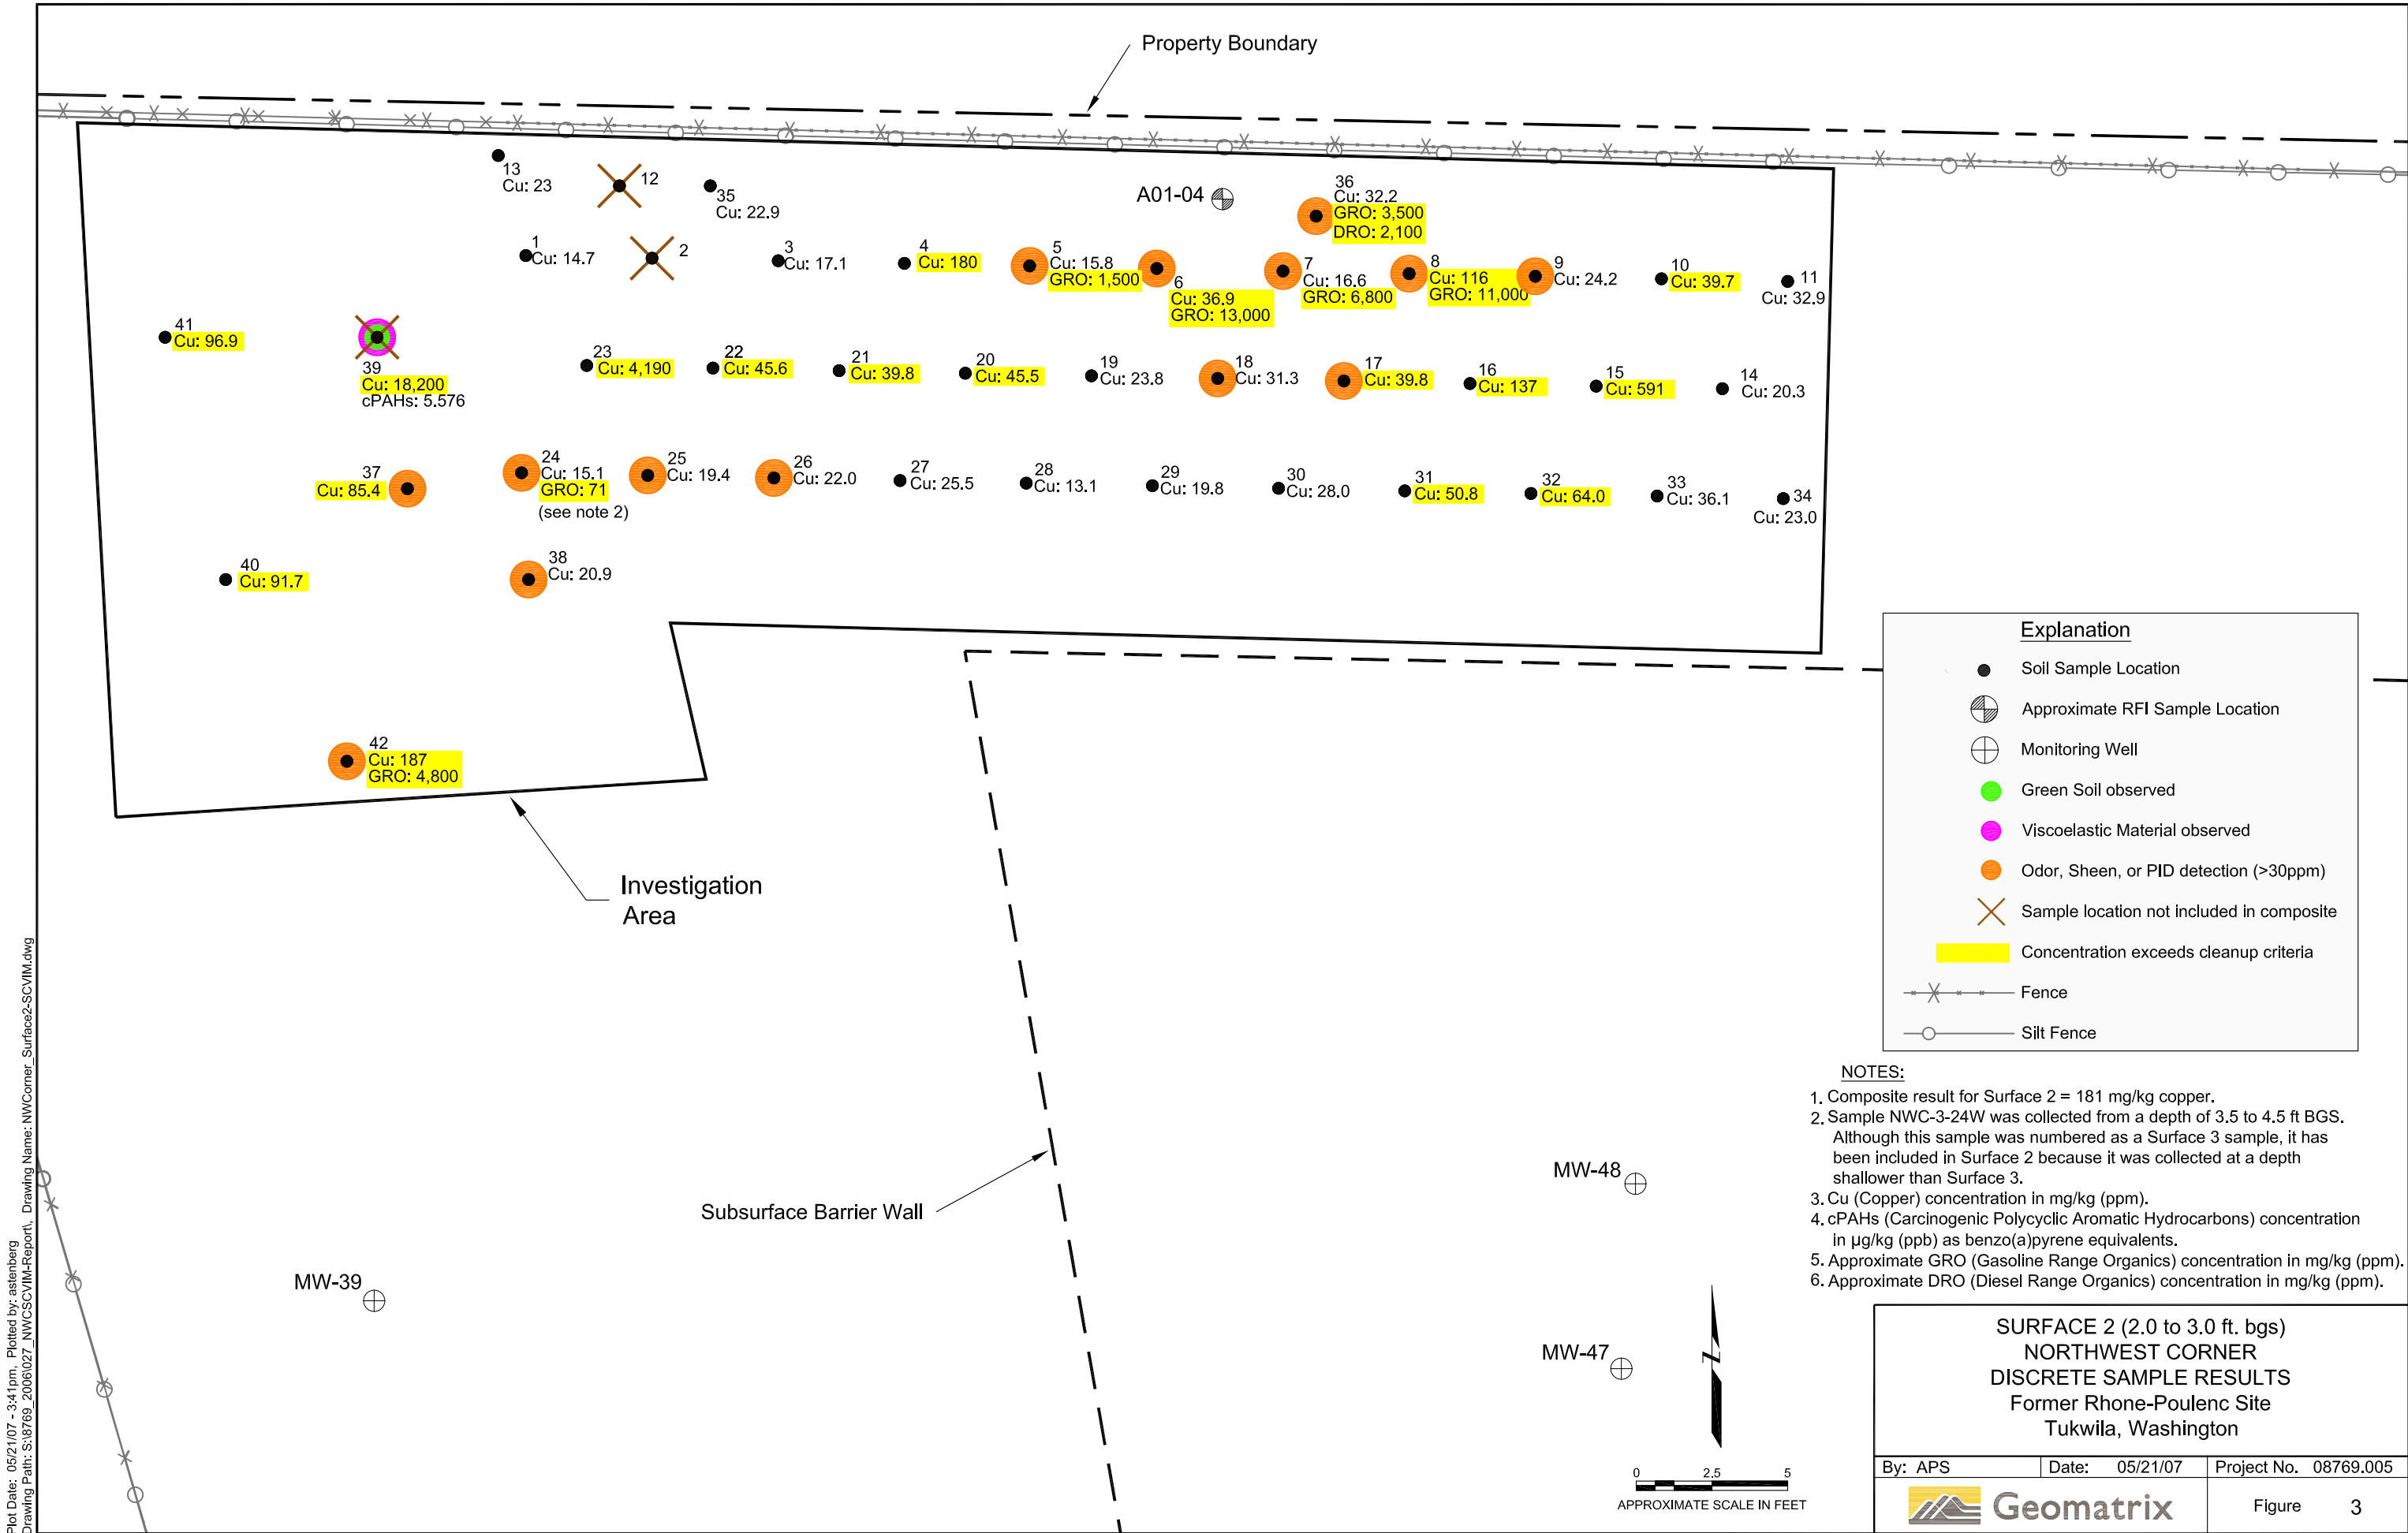 Property Boundary
13
Cu: 23
12
35
Cu: 22.9
A01-04
36
Cu: 32.2
GRO: 3,500
DRO: 2,100
1
Cu: 14.7
2
3
Cu: 17.1
4
Cu: 180
5
Cu: 15.8
GRO: 1,500
6
Cu: 36.9
GRO: 13,000
7
Cu: 16.6
GRO: 6,800
8
Cu: 116
GRO: 11,000
9
Cu: 24.2
10
Cu: 39.7
11
Cu: 32.9
41
Cu: 96.9
39
Cu: 18,200
cPAHs: 5.576
23
Cu: 4,190
22
Cu: 45.6
21
Cu: 39.8
20
Cu: 45.5
19
Cu: 23.8
18
Cu: 31.3
17
Cu: 39.8
16
Cu: 137
15
Cu: 591
14
Cu: 20.3
37
Cu: 85.4
24
Cu: 15.1
GRO: 71
(see note 2)
25
Cu: 19.4
26
Cu: 22.0
27
Cu: 25.5
28
Cu: 13.1
29
Cu: 19.8
30
Cu: 28.0
31
Cu: 50.8
32
Cu: 64.0
33
Cu: 36.1
34
Cu: 23.0
40
Cu: 91.7
38
Cu: 20.9
42
Cu: 187
GRO: 4,800
Investigation
Area
Subsurface Barrier Wall
MW-39
MW-48
MW-47
Explanation
Soil Sample Location
Approximate RFI Sample Location
Monitoring Well
Green Soil observed
Viscoelastic Material observed
Odor, Sheen, or PID detection (>30ppm)
Sample location not included in composite
Concentration exceeds cleanup criteria
Fence
Silt Fence
NOTES:
1. Composite result for Surface 2 = 181 mg/kg copper.
2. Sample NWC-3-24W was collected from a depth of 3.5 to 4.5 ft BGS.
Although this sample was numbered as a Surface 3 sample, it has
been included in Surface 2 because it was collected at a depth
shallower than Surface 3.
3. Cu (Copper) concentration in mg/kg (ppm).
4. cPAHs (Carcinogenic Polycyclic Aromatic Hydrocarbons) concentration
in µg/kg (ppb) as benzo(a)pyrene equivalents.
5. Approximate GRO (Gasoline Range Organics) concentration in mg/kg (ppm).
6. Approximate DRO (Diesel Range Organics) concentration in mg/kg (ppm).
N
0 2.5 5
APPROXIMATE SCALE IN FEET
SURFACE 2 (2.0 to 3.0 ft. bgs)
NORTHWEST CORNER
DISCRETE SAMPLE RESULTS
Former Rhone-Poulenc Site
Tukwila, Washington
By: APS Date: 05/21/07 Project No. 08769.005
Geomatrix Figure 3
Plot Date: 05/21/07 - 3:41pm, Plotted by: astenberg
Drawing Path: S:\8769_2006\027_NWCSCVIM-Report\, Drawing Name: NWCorner_Surface2-SCVIM.dwg